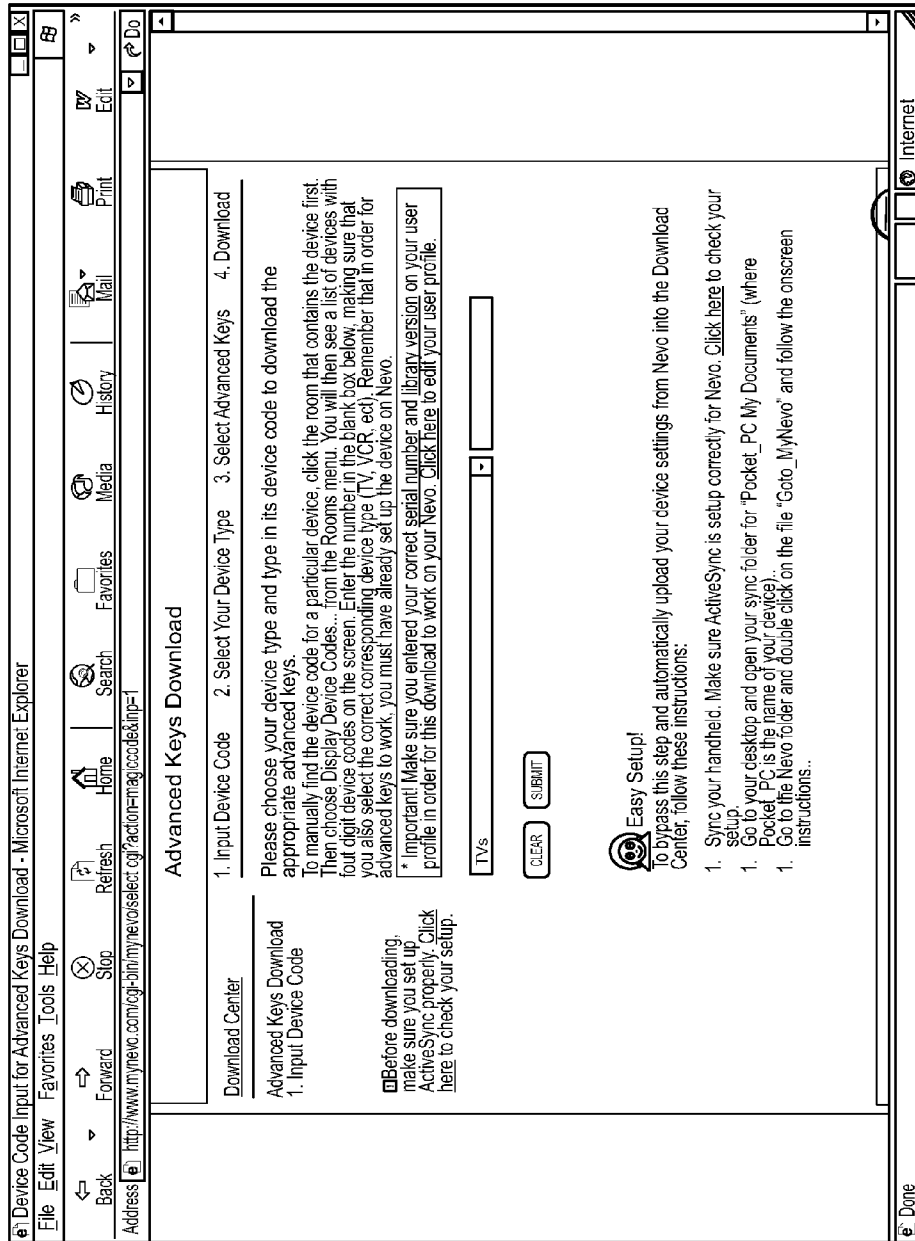 Device Code Input for Advanced Keys Download - Microsoft Internet Explorer
File Edit View Favorites Tools Help
Back Forward Stop Refresh Home Search Favorites Media History Mail Print Edit
Address http://www.mynevo.com/cgi-bin/mynevo/select cgi?action=magiccode&inp=1 Do
Advanced Keys Download
Download Center
Advanced Keys Download
1. Input Device Code
Before downloading,
make sure you set up
ActiveSync properly. Click
here to check your setup.
1. Input Device Code 2. Select Your Device Type 3. Select Advanced Keys 4. Download
Please choose your device type and type in its device code to download the
appropriate advanced keys.
To manually find the device code for a particular device, click the room that contains the device first.
Then choose Display Device Codes... from the Rooms menu. You will then see a list of devices with
fout digit device codes on the screen. Enter the number in the blank box below, making sure that
you also select the correct corresponding device type (TV, VCR, ect). Remember that in order for
advanced keys to work, you must have already set up the device on Nevo.
* Important! Make sure you entered your correct serial number and library version on your user
profile in order for this download to work on your Nevo. Click here to edit your user profile.
TVs
CLEAR SUBMIT
Easy Setup!
To bypass this step and automatically upload your device settings from Nevo into the Download
Center, follow these instructions:
1. Sync your handheld. Make sure ActiveSync is setup correctly for Nevo. Click here to check your
setup.
1. Go to your desktop and open your sync folder for "Pocket_PC My Documents" (where
Pocket_PC is the name of your device)..
1. Go to the Nevo folder and double click on the file "Goto_MyNevo" and follow the onscreen
instructions..
Done Internet